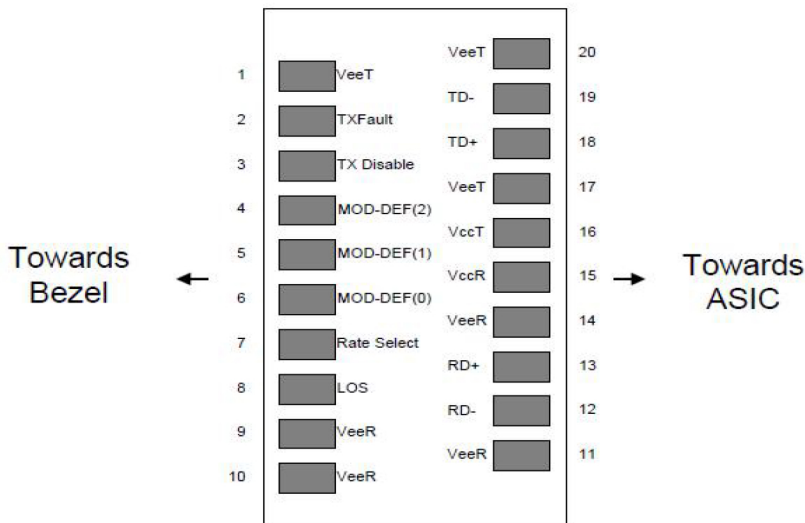 1 VeeT
2 TXFault
3 TX Disable
4 MOD-DEF(2)
5 MOD-DEF(1)
6 MOD-DEF(0)
7 Rate Select
8 LOS
9 VeeR
10 VeeR
VeeT 20
TD- 19
TD+ 18
VeeT 17
VccT 16
VccR 15
VeeR 14
RD+ 13
RD- 12
VeeR 11
Towards
Bezel
Towards
ASIC